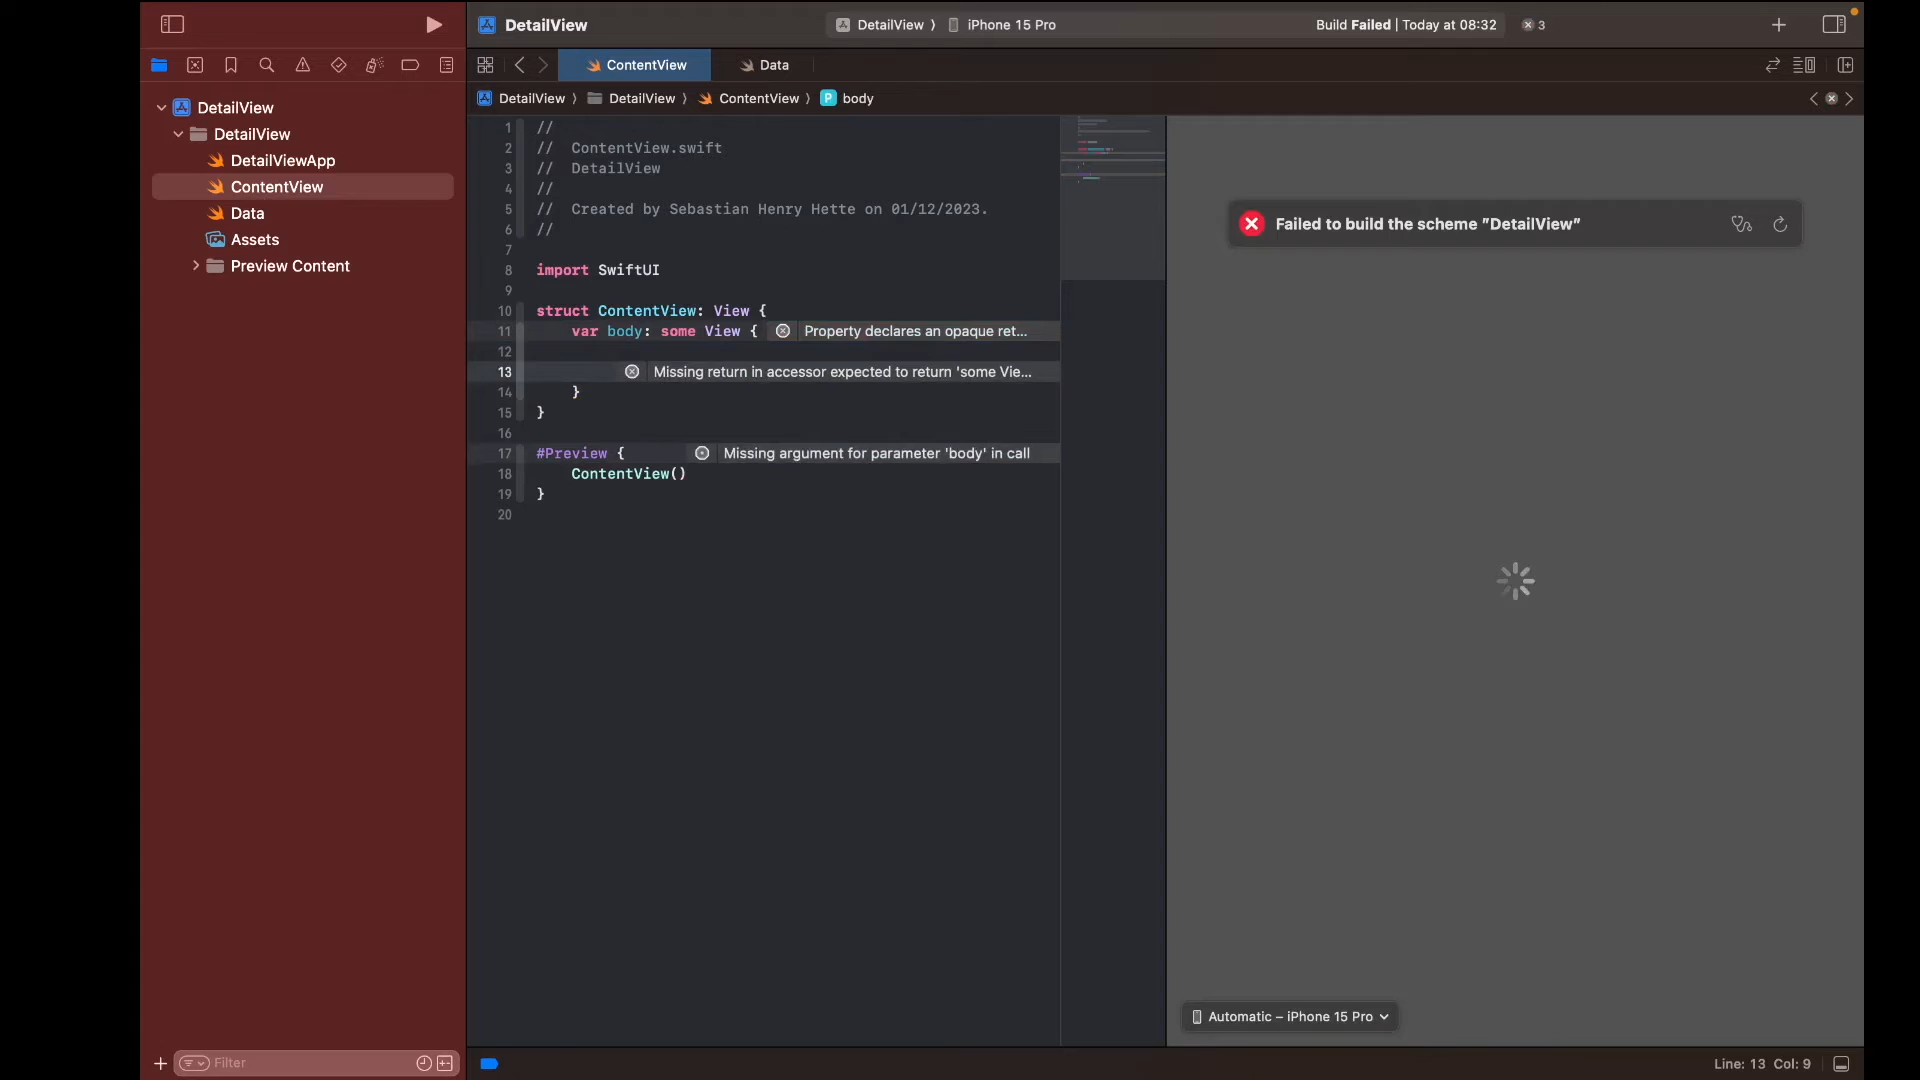 DetailView
DetailView ⟩ iPhone 15 Pro
Build Failed | Today at 08:32
3
ContentView
Data
DetailView ⟩ DetailView ⟩ ContentView ⟩ P body
DetailView
DetailView
DetailViewApp
ContentView
Data
Assets
Preview Content
1 //
2 // ContentView.swift
3 // DetailView
4 //
5 // Created by Sebastian Henry Hette on 01/12/2023.
6 //
7
8 import SwiftUI
9
10 struct ContentView: View {
11 var body: some View { Property declares an opaque ret...
12
13 Missing return in accessor expected to return 'some Vie...
14 }
15 }
16
17 #Preview { Missing argument for parameter 'body' in call
18 ContentView()
19 }
20
Failed to build the scheme "DetailView"
Automatic – iPhone 15 Pro
Filter
Line: 13 Col: 9